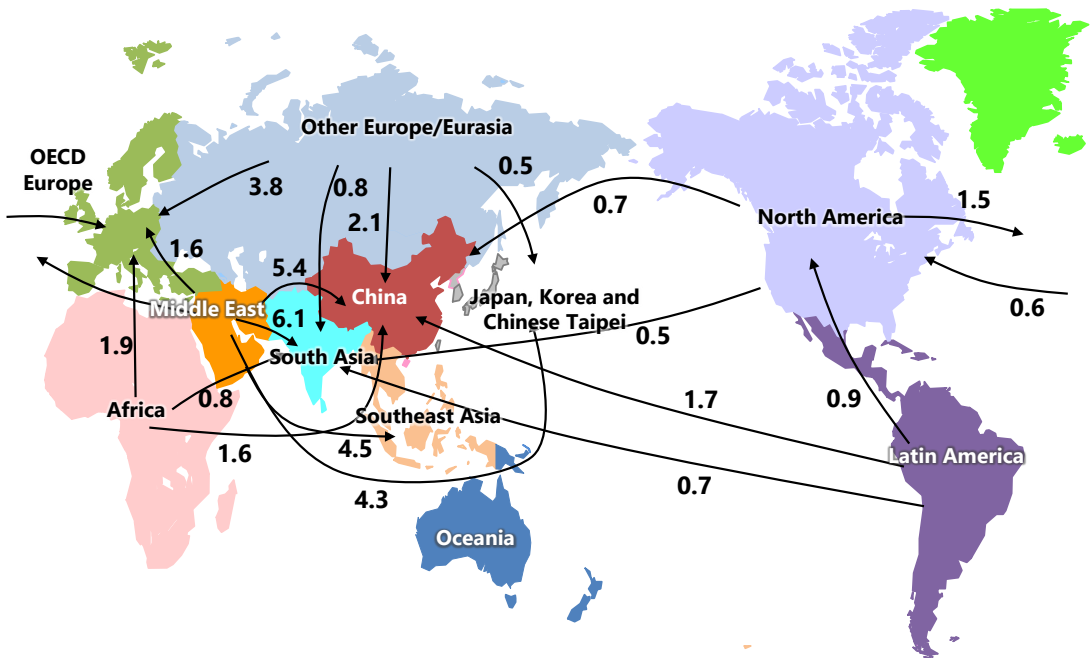 Other Europe/Eurasia
OECD
Europe
3.8
0.8
0.5
2.1
0.7
North America
1.5
1.6
5.4
China
Middle East
6.1
Japan, Korea and
Chinese Taipei
0.5
0.6
1.9
South Asia
0.8
Africa
Southeast Asia
1.6
4.5
4.3
1.7
0.9
Latin America
0.7
Oceania